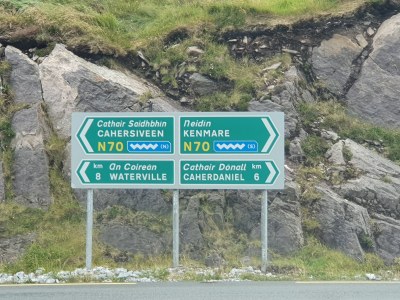 Cathair Saidhbhín
CAHERSIVEEN
N70 (N)
Neidín
KENMARE
N70 (S)
KM 8 An Coireán
WATERVILLE
Cathair Dónall KM
CAHERDANIEL 6